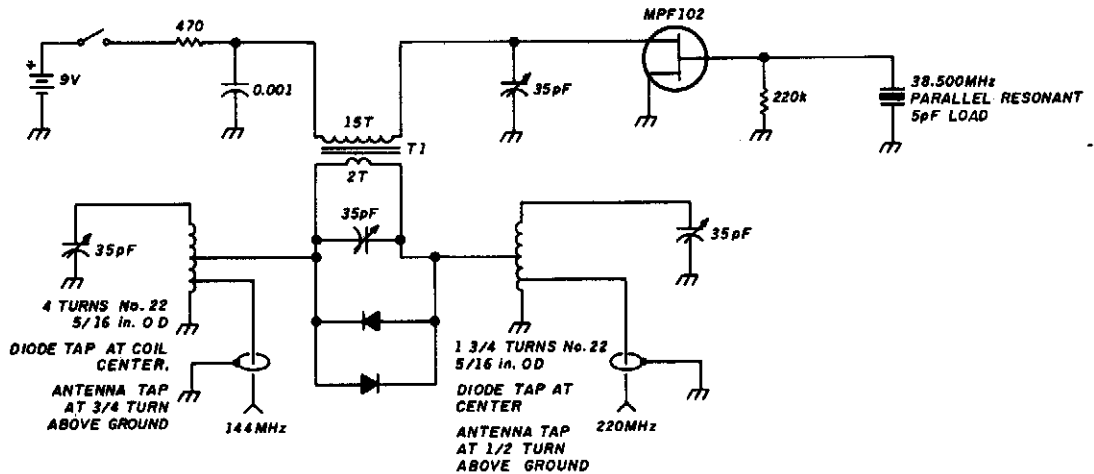 MPF102
470
+
9V
0.001
35pF
220k
38.500MHz
PARALLEL RESONANT
5pF LOAD
15T
T1
2T
35pF
35pF
35pF
4 TURNS No. 22
5/16 in. OD
DIODE TAP AT COIL
CENTER.
ANTENNA TAP
AT 3/4 TURN
ABOVE GROUND
144MHz
1 3/4 TURNS No. 22
5/16 in. OD
DIODE TAP AT
CENTER
ANTENNA TAP
AT 1/2 TURN
ABOVE GROUND
220MHz